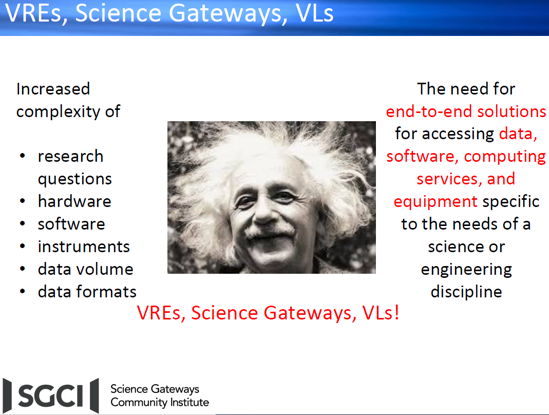 VREs, Science Gateways, VLs
Increased
complexity of
• research
questions
• hardware
• software
• instruments
• data volume
• data formats
The need for
end-to-end solutions
for accessing data,
software, computing
services, and
equipment specific
to the needs of a
science or
engineering
discipline
VREs, Science Gateways, VLs!
SGCI
Science Gateways
Community Institute